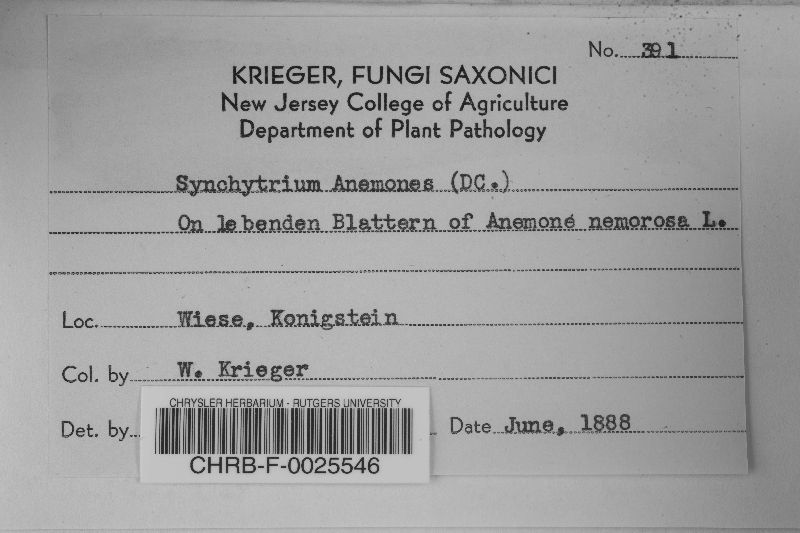 No. 391
KRIEGER, FUNGI SAXONICI
New Jersey College of Agriculture
Department of Plant Pathology
Synchytrium Anemones (DC.)
On lebenden Blattern of Anemone nemorosa L.
Loc. Wiese, Konigstein
Col. by W. Krieger
Det. by
Date June, 1888
CHRYSLER HERBARIUM - RUTGERS UNIVERSITY
CHRB-F-0025546